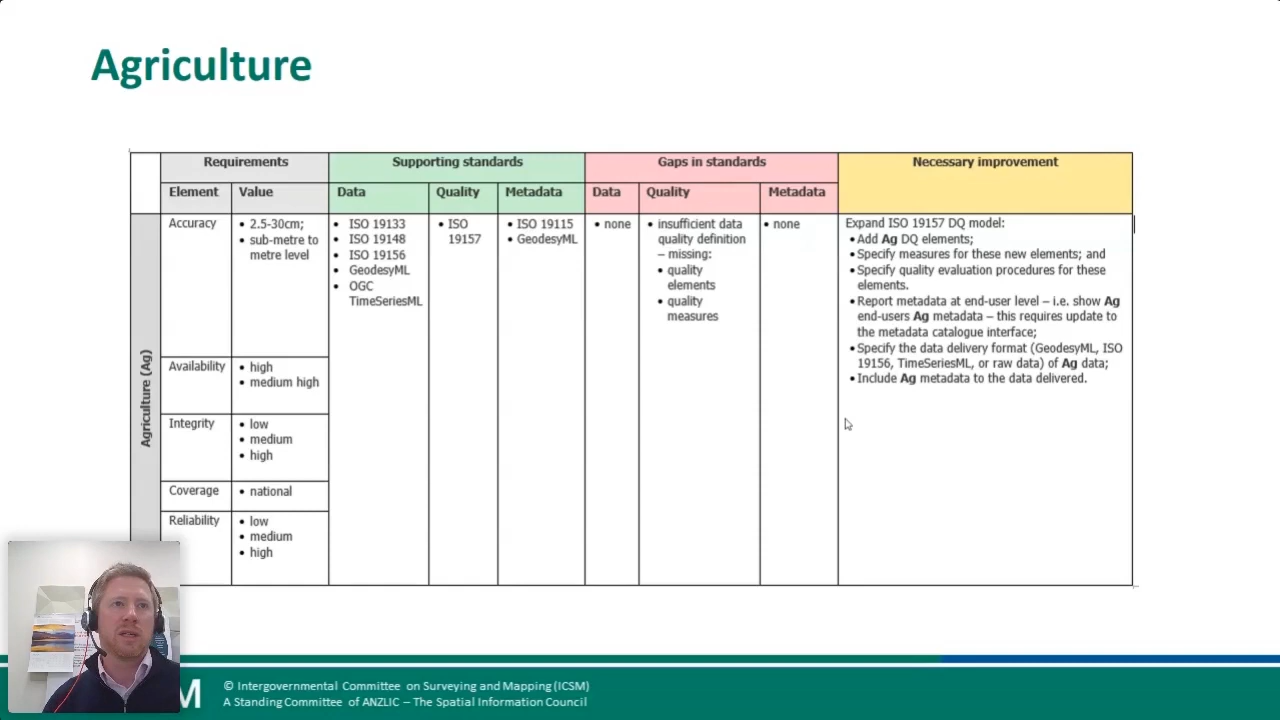 Agriculture
Requirements Supporting standards Gaps in standards Necessary improvement
Element Value Data Quality Metadata Data Quality Metadata
Agriculture (Ag)
Accuracy
• 2.5-30cm;
• sub-metre to
metre level
• ISO 19133
• ISO 19148
• ISO 19156
• GeodesyML
• OGC
TimeSeriesML
• ISO
19157
• ISO 19115
• GeodesyML
• none
• insufficient data
quality definition
– missing:
• quality
elements
• quality
measures
• none
Expand ISO 19157 DQ model:
• Add Ag DQ elements;
• Specify measures for these new elements; and
• Specify quality evaluation procedures for these
elements.
• Report metadata at end-user level – i.e. show Ag
end-users Ag metadata – this requires update to
the metadata catalogue interface;
• Specify the data delivery format (GeodesyML, ISO
19156, TimeSeriesML, or raw data) of Ag data;
• Include Ag metadata to the data delivered.
Availability
• high
• medium high
Integrity
• low
• medium
• high
Coverage
• national
Reliability
• low
• medium
• high
M
© Intergovernmental Committee on Surveying and Mapping (ICSM)
A Standing Committee of ANZLIC – The Spatial Information Council